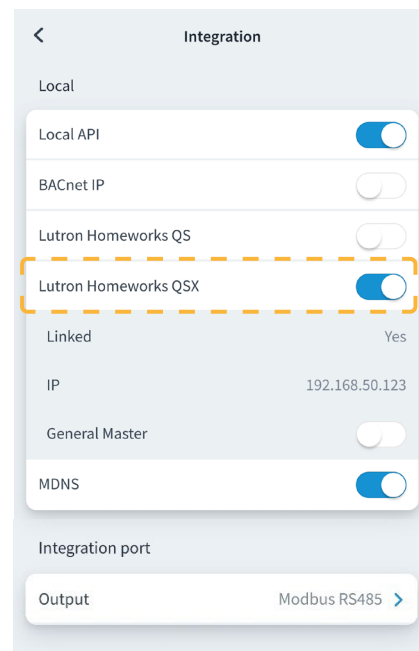 Integration
Local
Local API
BACnet IP
Lutron Homeworks QS
Lutron Homeworks QSX
Linked Yes
IP 192.168.50.123
General Master
MDNS
Integration port
Output Modbus RS485